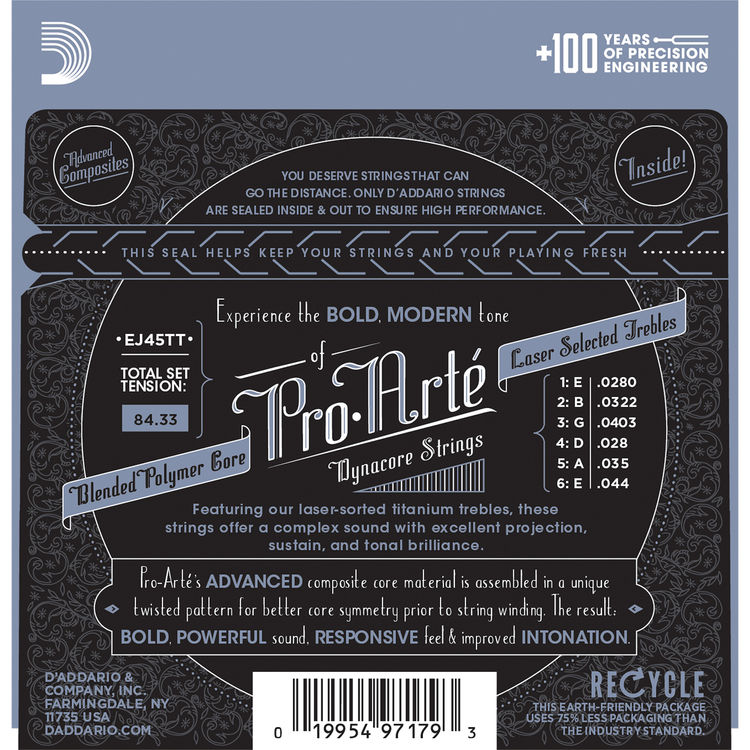 +100 YEARS
OF PRECISION
ENGINEERING
Advanced
Composites
Inside!
YOU DESERVE STRINGS THAT CAN
GO THE DISTANCE. ONLY D'ADDARIO STRINGS
ARE SEALED INSIDE & OUT TO ENSURE HIGH PERFORMANCE.
THIS SEAL HELPS KEEP YOUR STRINGS AND YOUR PLAYING FRESH
Experience the BOLD, MODERN tone
of
Pro·Arté
Dynacore Strings
•EJ45TT•
TOTAL SET
TENSION:
84.33
Laser Selected Trebles
1: E .0280
2: B .0322
3: G .0403
4: D .028
5: A .035
6: E .044
Blended Polymer Core
Featuring our laser-sorted titanium trebles, these
strings offer a complex sound with excellent projection,
sustain, and tonal brilliance.
Pro-Arté's ADVANCED composite core material is assembled in a unique
twisted pattern for better core symmetry prior to string winding. The result:
BOLD, POWERFUL sound, RESPONSIVE feel & improved INTONATION.
D'ADDARIO &
COMPANY, INC.
FARMINGDALE, NY
11735 USA
DADDARIO.COM
0 19954 97179 3
RECYCLE
THIS EARTH-FRIENDLY PACKAGE
USES 75% LESS PACKAGING THAN
THE INDUSTRY STANDARD.